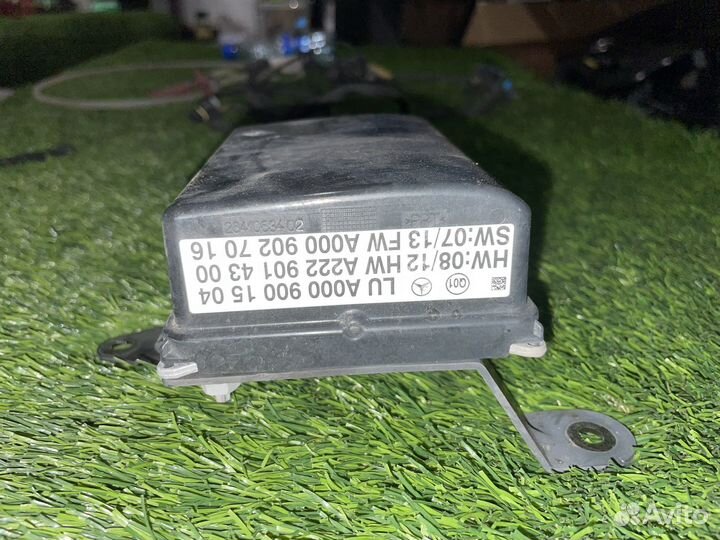 LU A000 900 15 04
HW:08/12 HW A222 901 43 00
SW:07/13 FW A000 902 70 16
Q01
Avito